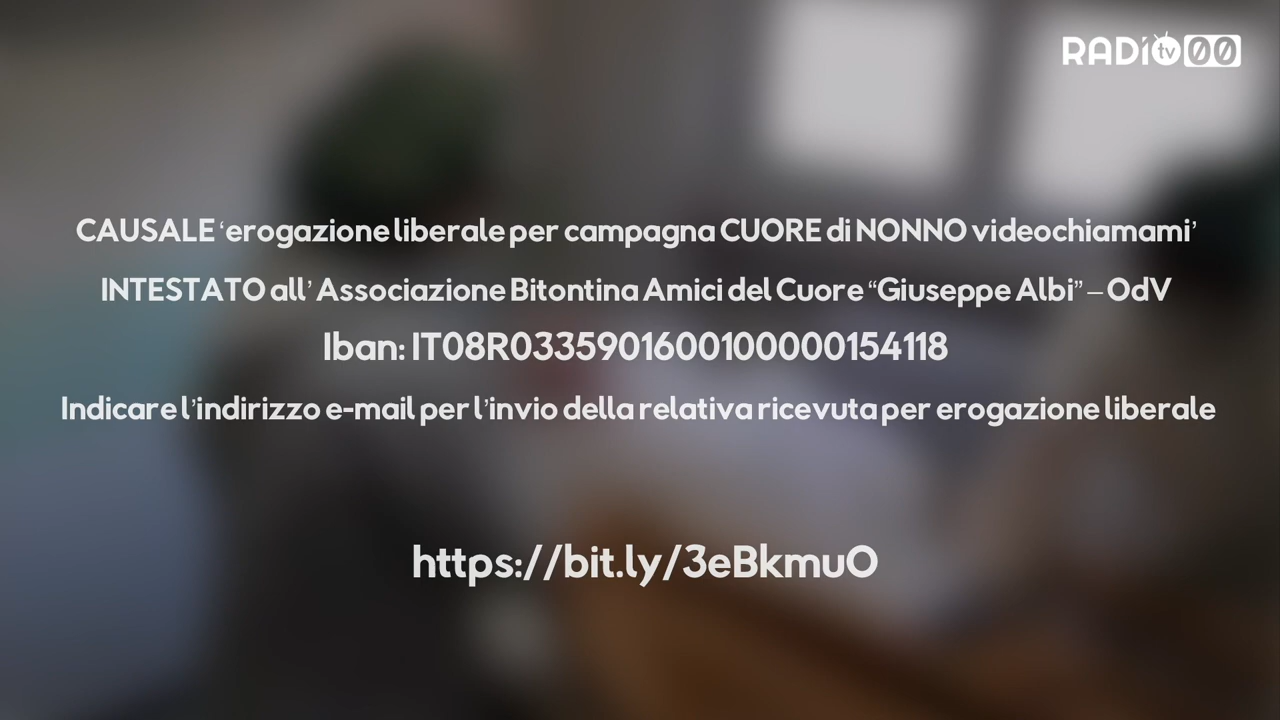 RADIO tv 00
CAUSALE ‘erogazione liberale per campagna CUORE di NONNO videochiamami’
INTESTATO all’ Associazione Bitontina Amici del Cuore “Giuseppe Albi” – OdV
Iban: IT08R0335901600100000154118
Indicare l’indirizzo e-mail per l’invio della relativa ricevuta per erogazione liberale
https://bit.ly/3eBkmuO